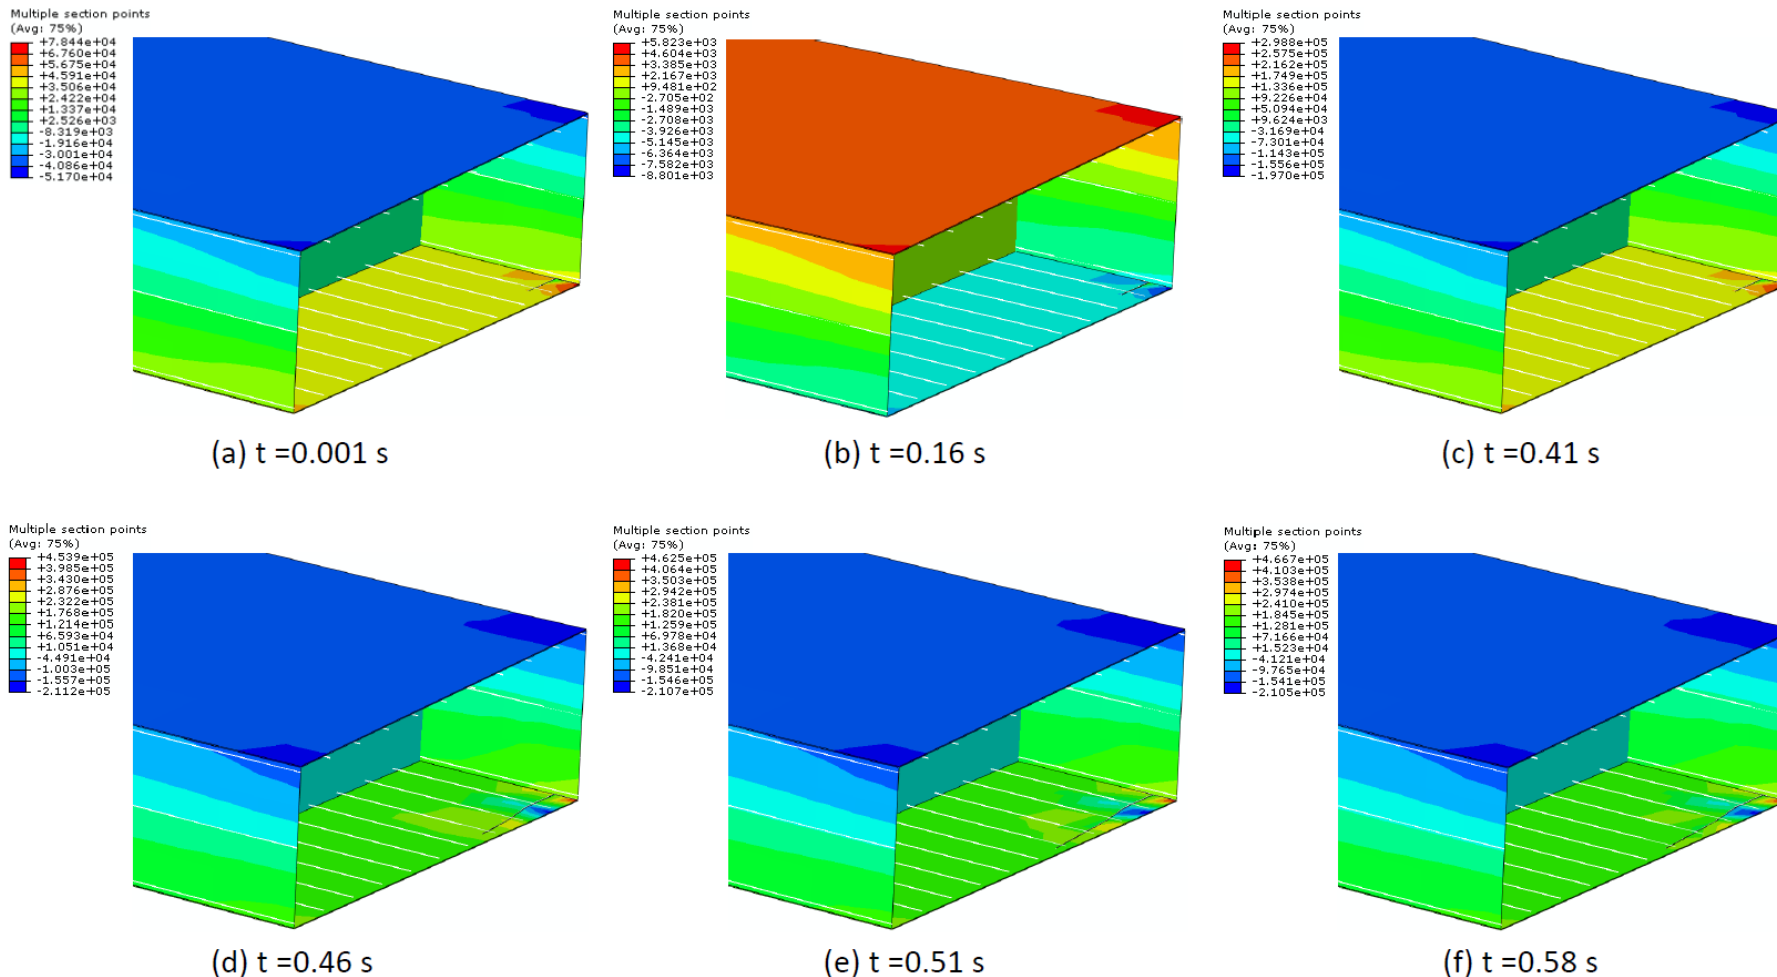 Multiple section points
(Avg: 75%)
+7.844e+04
+6.760e+04
+5.675e+04
+4.591e+04
+3.506e+04
+2.422e+04
+1.337e+04
+2.526e+03
-8.319e+03
-1.916e+04
-3.001e+04
-4.086e+04
-5.170e+04
(a) t =0.001 s
Multiple section points
(Avg: 75%)
+5.823e+03
+4.604e+03
+3.385e+03
+2.167e+03
+9.481e+02
-2.705e+02
-1.489e+03
-2.708e+03
-3.926e+03
-5.145e+03
-6.364e+03
-7.582e+03
-8.801e+03
(b) t =0.16 s
Multiple section points
(Avg: 75%)
+2.988e+05
+2.575e+05
+2.162e+05
+1.749e+05
+1.336e+05
+9.226e+04
+5.094e+04
+9.624e+03
-3.169e+04
-7.301e+04
-1.143e+05
-1.556e+05
-1.970e+05
(c) t =0.41 s
Multiple section points
(Avg: 75%)
+4.539e+05
+3.985e+05
+3.430e+05
+2.876e+05
+2.322e+05
+1.768e+05
+1.214e+05
+6.593e+04
+1.051e+04
-4.491e+04
-1.003e+05
-1.557e+05
-2.112e+05
(d) t =0.46 s
Multiple section points
(Avg: 75%)
+4.625e+05
+4.064e+05
+3.503e+05
+2.942e+05
+2.381e+05
+1.820e+05
+1.259e+05
+6.978e+04
+1.368e+04
-4.241e+04
-9.851e+04
-1.546e+05
-2.107e+05
(e) t =0.51 s
Multiple section points
(Avg: 75%)
+4.667e+05
+4.103e+05
+3.538e+05
+2.974e+05
+2.410e+05
+1.845e+05
+1.281e+05
+7.166e+04
+1.523e+04
-4.121e+04
-9.765e+04
-1.541e+05
-2.105e+05
(f) t =0.58 s